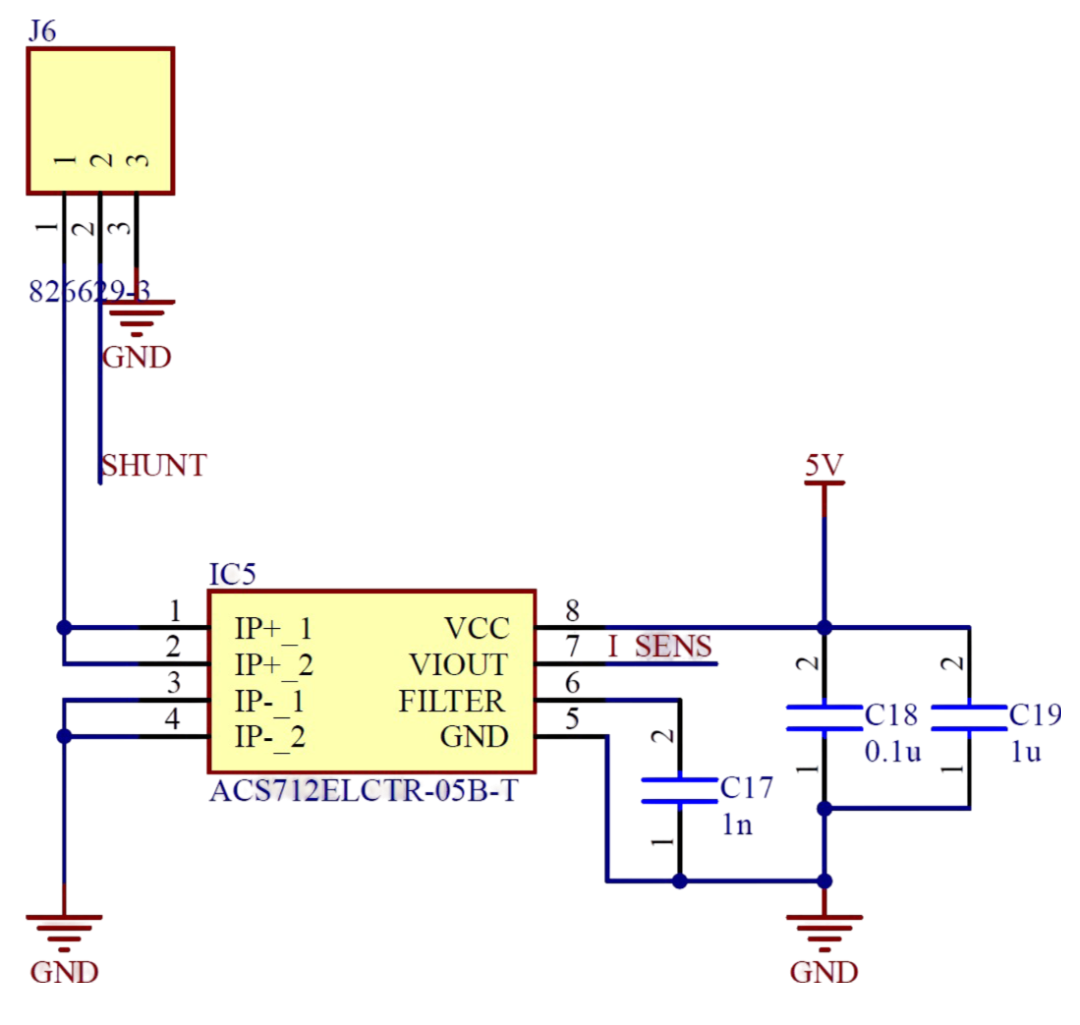 J6
1 2 3
1 2 3
826629-3
GND
SHUNT
5V
IC5
1 IP+_1 VCC 8
2 IP+_2 VIOUT 7 I SENS
3 IP-_1 FILTER 6
4 IP-_2 GND 5
ACS712ELCTR-05B-T
2
C17
1n
1
2
C18
0.1u
1
2
C19
1u
1
GND
GND